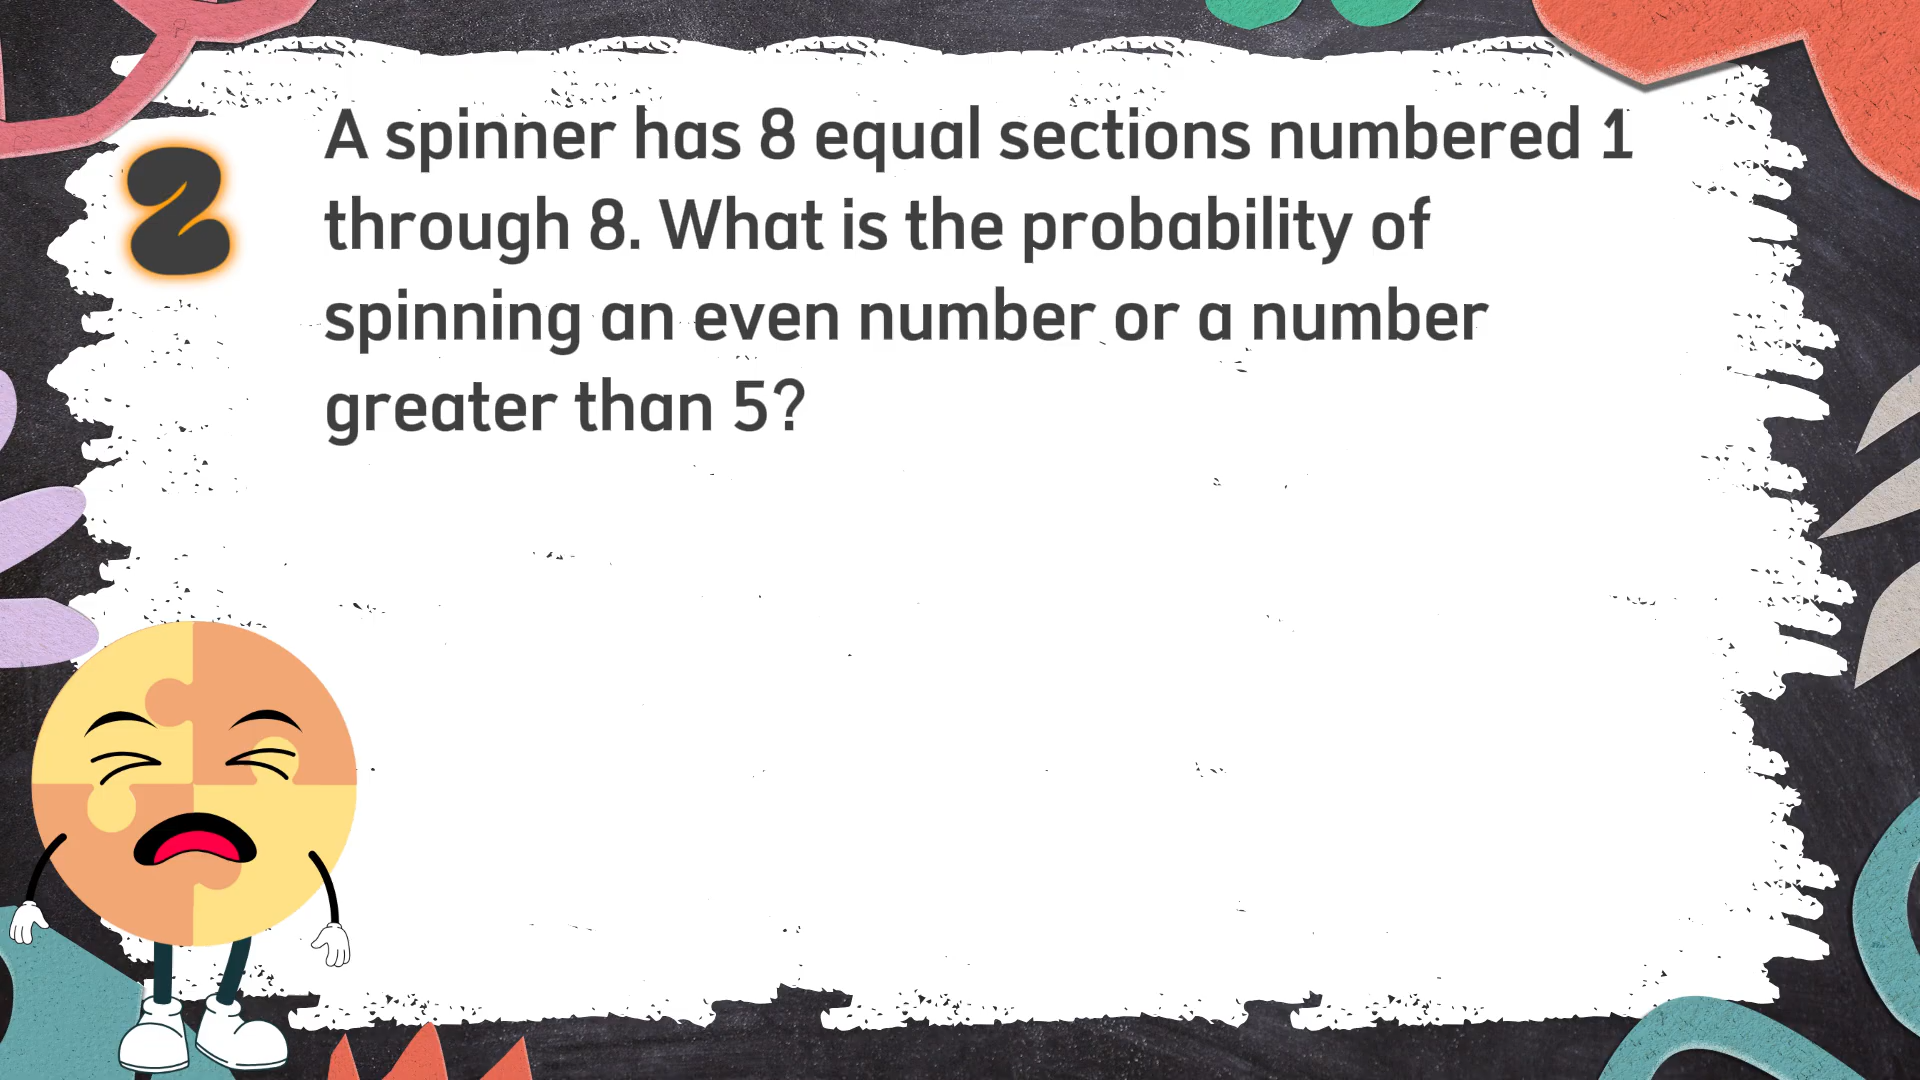 2
A spinner has 8 equal sections numbered 1
through 8. What is the probability of
spinning an even number or a number
greater than 5?